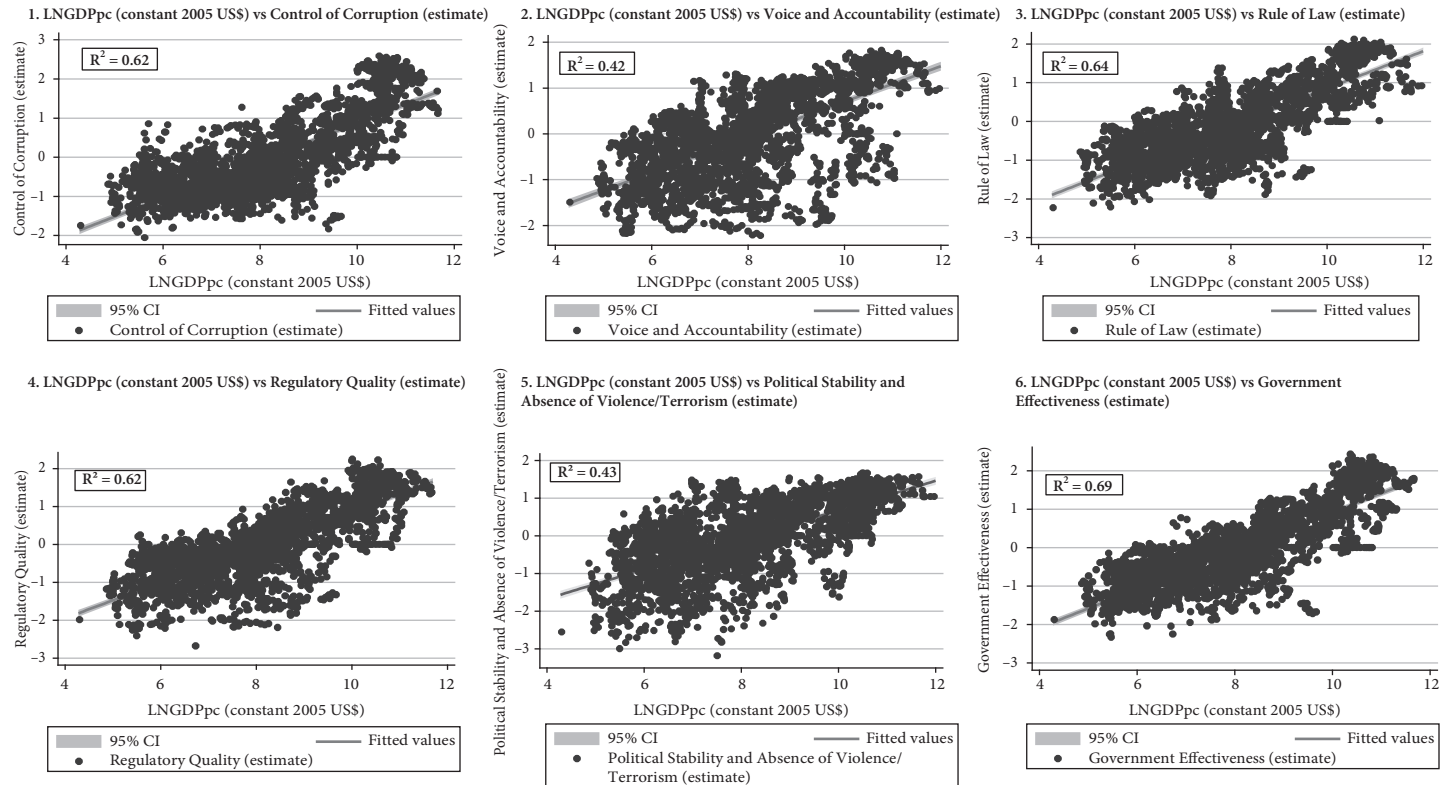 1. LNGDPpc (constant 2005 US$) vs Control of Corruption (estimate)
Control of Corruption (estimate)
3
2
1
0
–1
–2
R² = 0.62
4 6 8 10 12
LNGDPpc (constant 2005 US$)
95% CI Fitted values
Control of Corruption (estimate)
2. LNGDPpc (constant 2005 US$) vs Voice and Accountability (estimate)
Voice and Accountability (estimate)
2
1
0
–1
–2
R² = 0.42
4 6 8 10 12
LNGDPpc (constant 2005 US$)
95% CI Fitted values
Voice and Accountability (estimate)
3. LNGDPpc (constant 2005 US$) vs Rule of Law (estimate)
Rule of Law (estimate)
2
1
0
–1
–2
–3
R² = 0.64
4 6 8 10 12
LNGDPpc (constant 2005 US$)
95% CI Fitted values
Rule of Law (estimate)
4. LNGDPpc (constant 2005 US$) vs Regulatory Quality (estimate)
Regulatory Quality (estimate)
2
1
0
–1
–2
–3
R² = 0.62
4 6 8 10 12
LNGDPpc (constant 2005 US$)
95% CI Fitted values
Regulatory Quality (estimate)
5. LNGDPpc (constant 2005 US$) vs Political Stability and
Absence of Violence/Terrorism (estimate)
Political Stability and Absence of Violence/Terrorism (estimate)
2
1
0
–1
–2
–3
R² = 0.43
4 6 8 10 12
LNGDPpc (constant 2005 US$)
95% CI Fitted values
Political Stability and Absence of Violence/
Terrorism (estimate)
6. LNGDPpc (constant 2005 US$) vs Government
Effectiveness (estimate)
Government Effectiveness (estimate)
2
1
0
–1
–2
–3
R² = 0.69
4 6 8 10 12
LNGDPpc (constant 2005 US$)
95% CI Fitted values
Government Effectiveness (estimate)